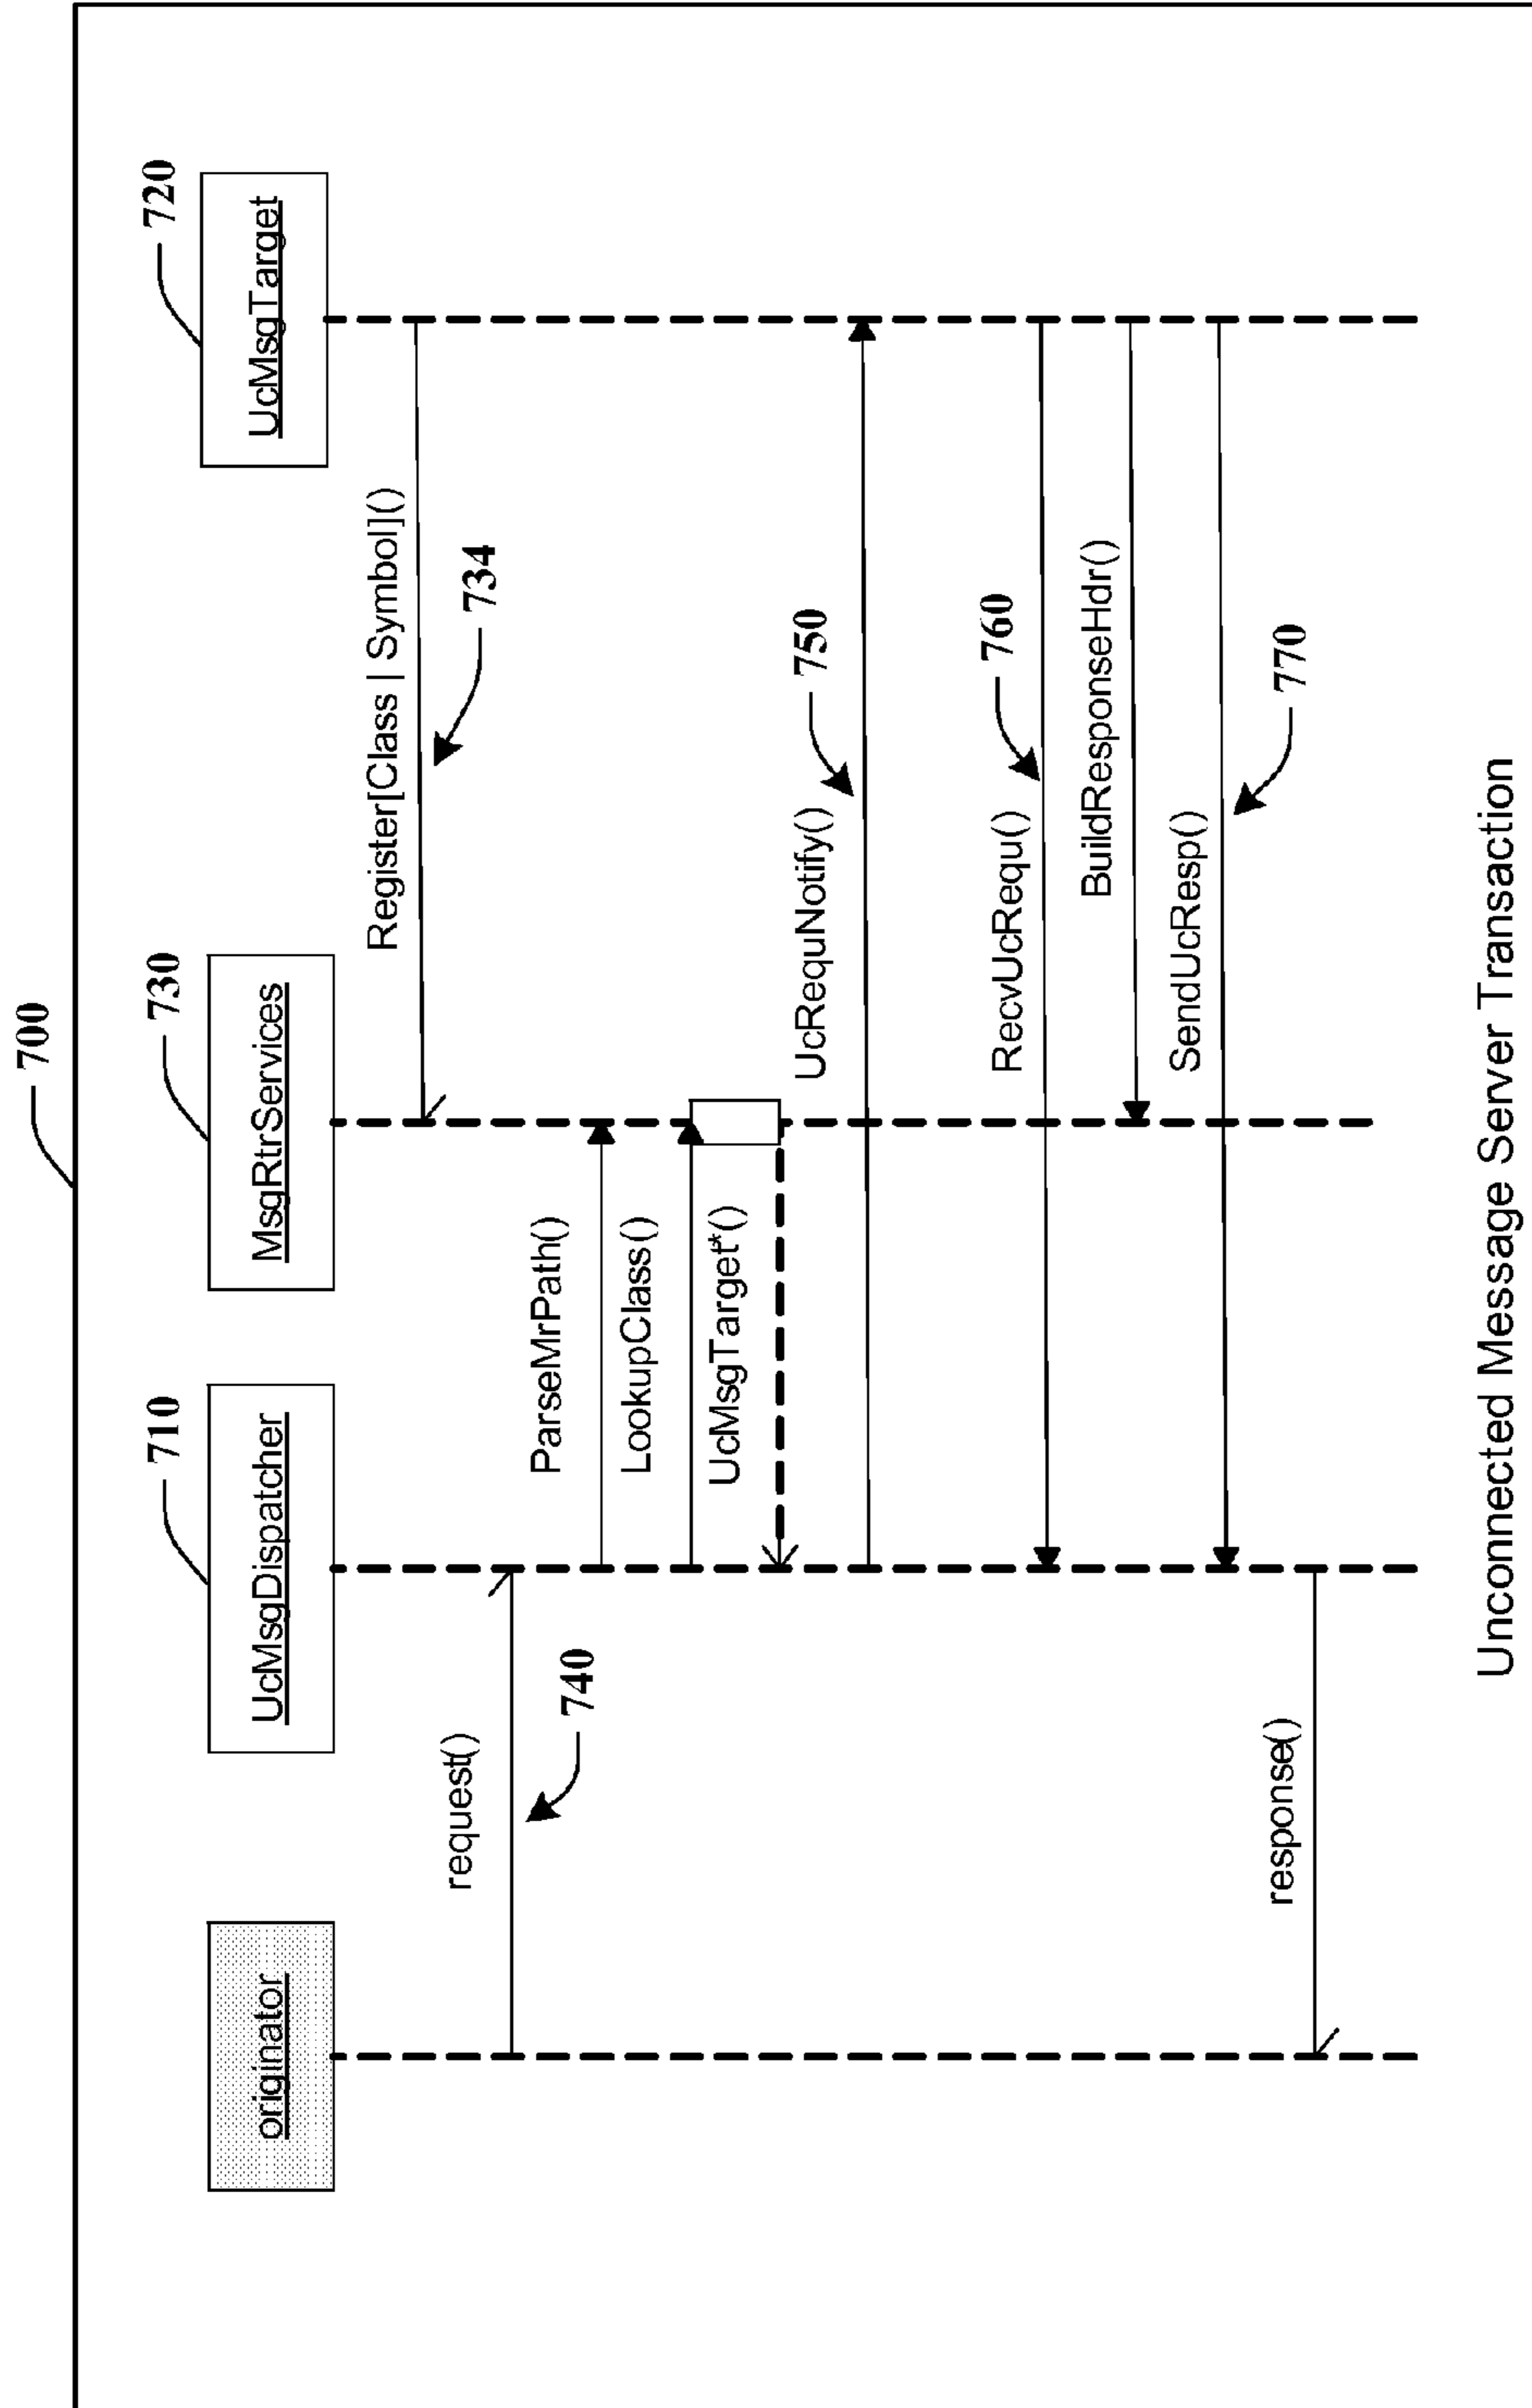 700
originator
UcMsgDispatcher
710
MsgRtrServices
730
UcMsgTarget
720
Register[Class | Symbol]()
734
request()
740
ParseMrPath()
LookupClass()
UcMsgTarget*()
UcRequNotify()
750
RecvUcRequ()
760
BuildResponseHdr()
SendUcResp()
770
response()
Unconnected Message Server Transaction